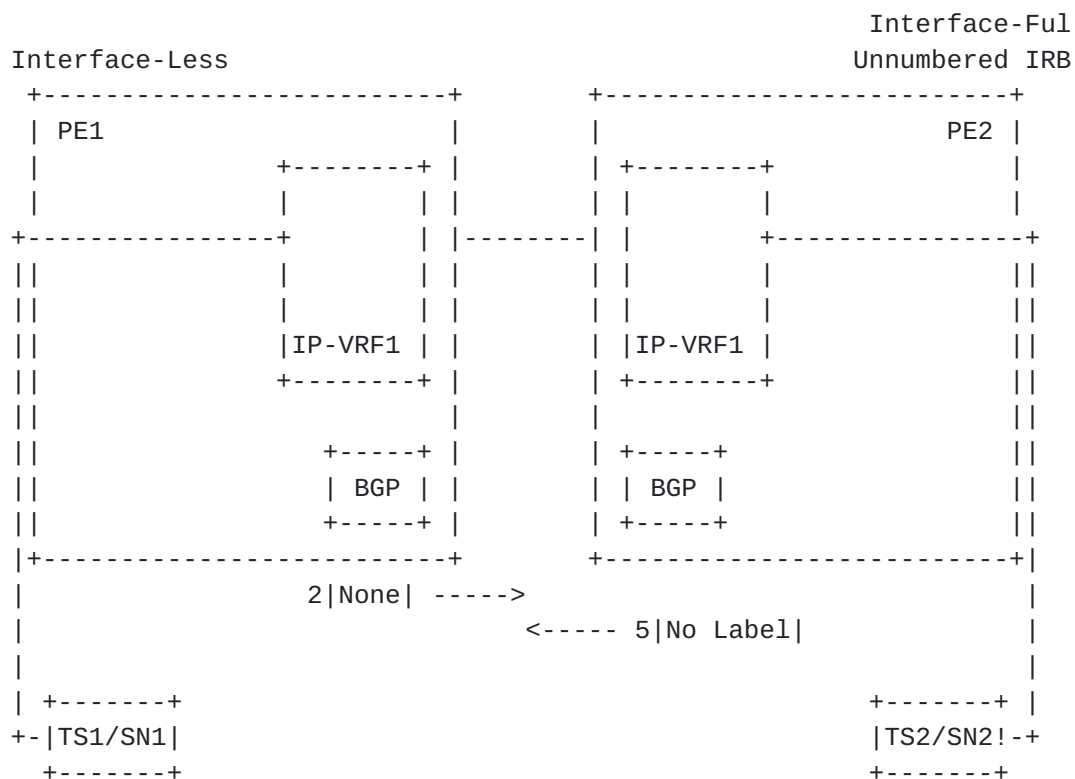 Interface-Ful
Interface-Less Unnumbered IRB
PE1 PE2
IP-VRF1 IP-VRF1
BGP BGP
2|None| ----->
<----- 5|No Label|
TS1/SN1 TS2/SN2!